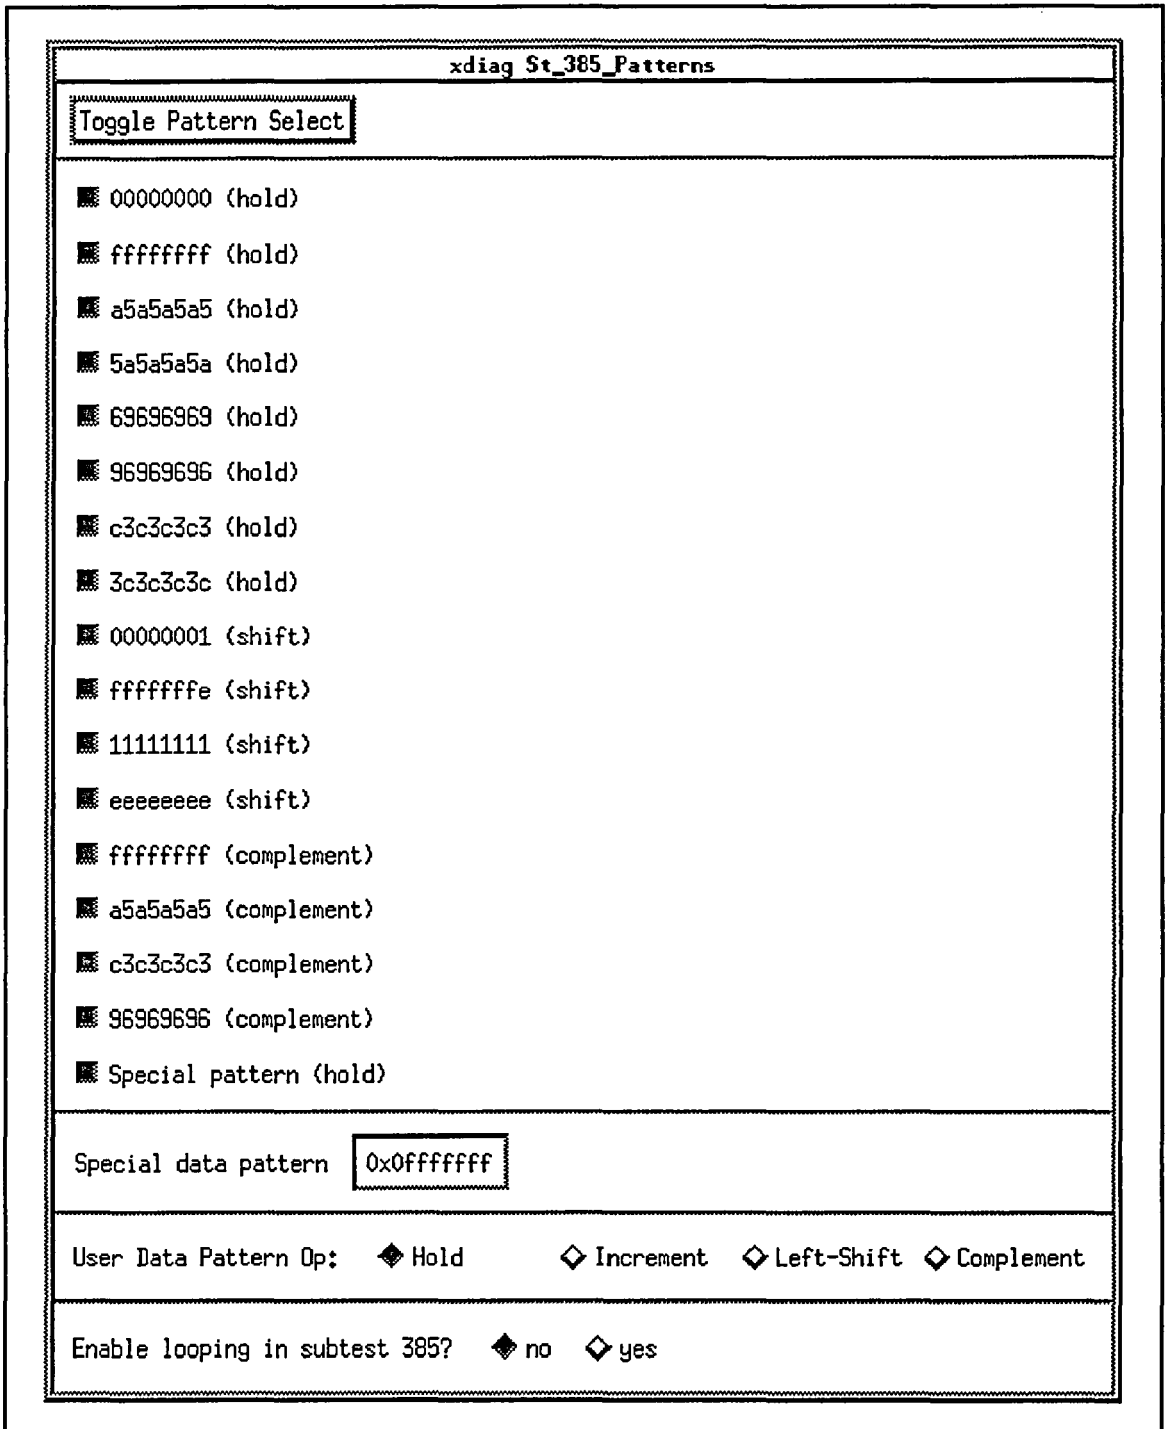 xdiag St_385_Patterns
Toggle Pattern Select
00000000 (hold)
ffffffff (hold)
a5a5a5a5 (hold)
5a5a5a5a (hold)
69696969 (hold)
96969696 (hold)
c3c3c3c3 (hold)
3c3c3c3c (hold)
00000001 (shift)
fffffffe (shift)
11111111 (shift)
eeeeeeee (shift)
ffffffff (complement)
a5a5a5a5 (complement)
c3c3c3c3 (complement)
96969696 (complement)
Special pattern (hold)
Special data pattern 0x0fffffff
User Data Pattern Op: Hold Increment Left-Shift Complement
Enable looping in subtest 385? no yes